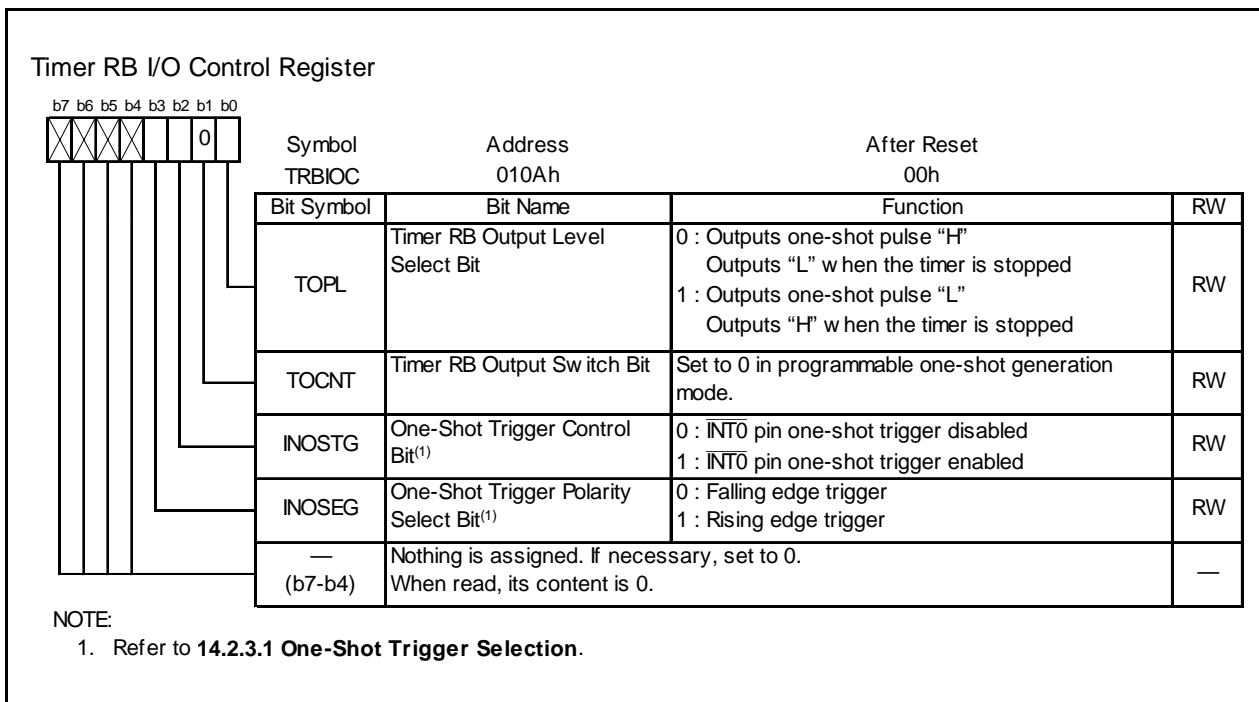 Timer RB I/O Control Register
b7 b6 b5 b4 b3 b2 b1 b0
0
Symbol Address After Reset
TRBIOC 010Ah 00h
Bit Symbol Bit Name Function RW
TOPL
Timer RB Output Level
Select Bit
0 : Outputs one-shot pulse “H”
Outputs “L” when the timer is stopped
1 : Outputs one-shot pulse “L”
Outputs “H” when the timer is stopped
RW
TOCNT
Timer RB Output Switch Bit
Set to 0 in programmable one-shot generation
mode.
RW
INOSTG
One-Shot Trigger Control
Bit(1)
0 : INT0 pin one-shot trigger disabled
1 : INT0 pin one-shot trigger enabled
RW
INOSEG
One-Shot Trigger Polarity
Select Bit(1)
0 : Falling edge trigger
1 : Rising edge trigger
RW
—
(b7-b4)
Nothing is assigned. If necessary, set to 0.
When read, its content is 0.
—
NOTE:
1. Refer to 14.2.3.1 One-Shot Trigger Selection.